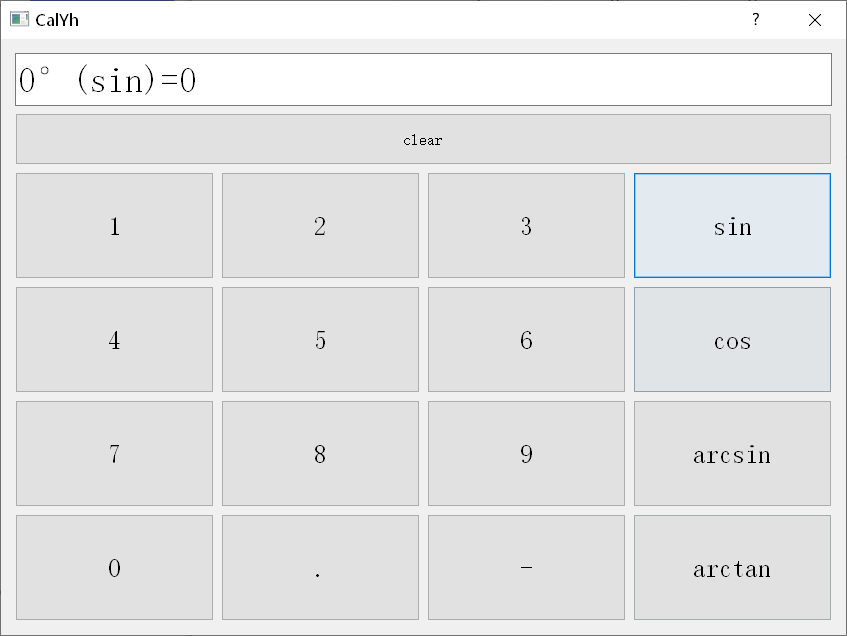 CalYh
0° (sin)=0
clear
1 2 3 sin
4 5 6 cos
7 8 9 arcsin
0 . - arctan